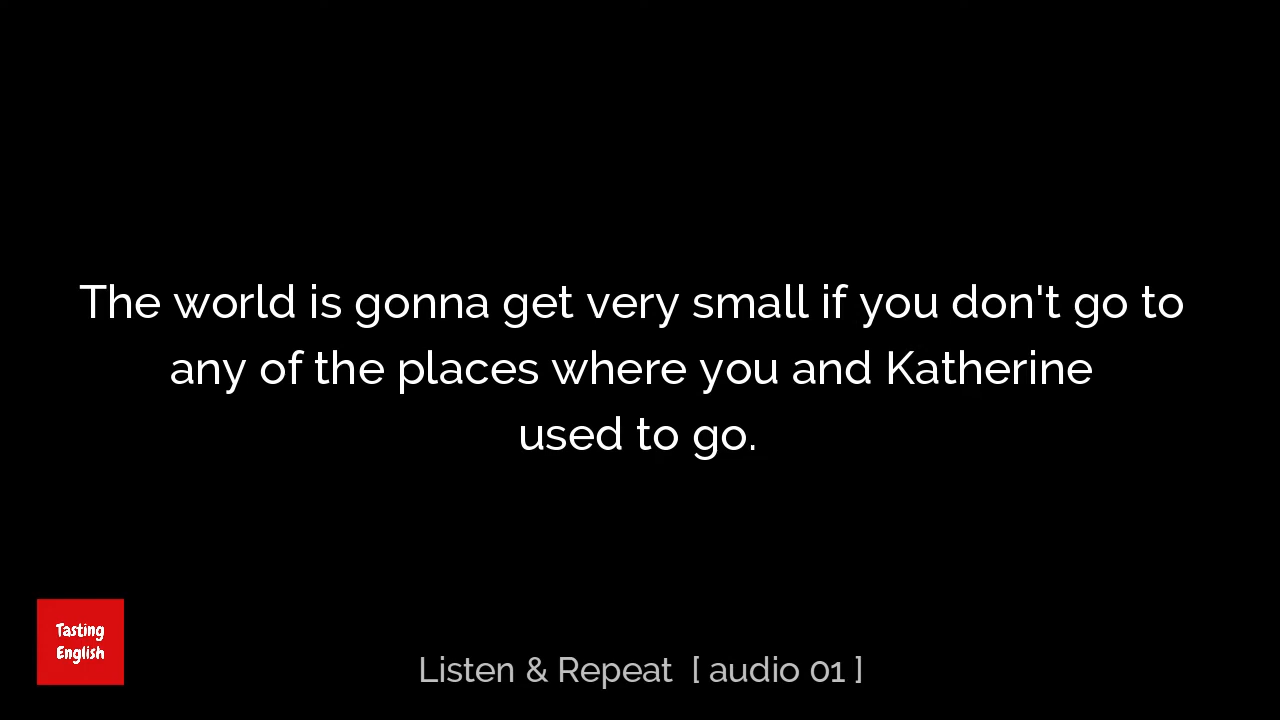 The world is gonna get very small if you don't go to
any of the places where you and Katherine
used to go.
Tasting
English
Listen & Repeat [ audio 01 ]